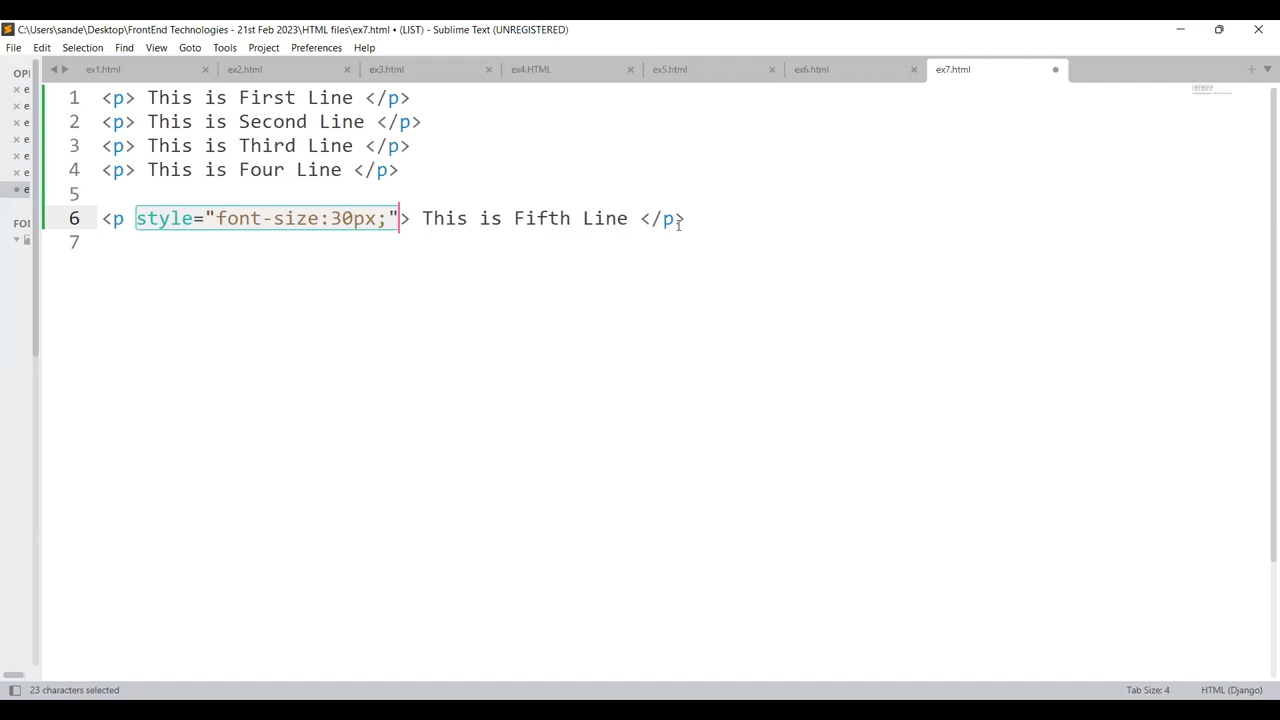 C:\Users\sande\Desktop\FrontEnd Technologies - 21st Feb 2023\HTML files\ex7.html • (LIST) - Sublime Text (UNREGISTERED)
File Edit Selection Find View Goto Tools Project Preferences Help
OPE ex1.html ex2.html ex3.html ex4.HTML ex5.html ex6.html ex7.html
1 <p> This is First Line </p>
2 <p> This is Second Line </p>
3 <p> This is Third Line </p>
4 <p> This is Four Line </p>
5
6 <p style="font-size:30px;"> This is Fifth Line </p>
7
FOI
23 characters selected Tab Size: 4 HTML (Django)